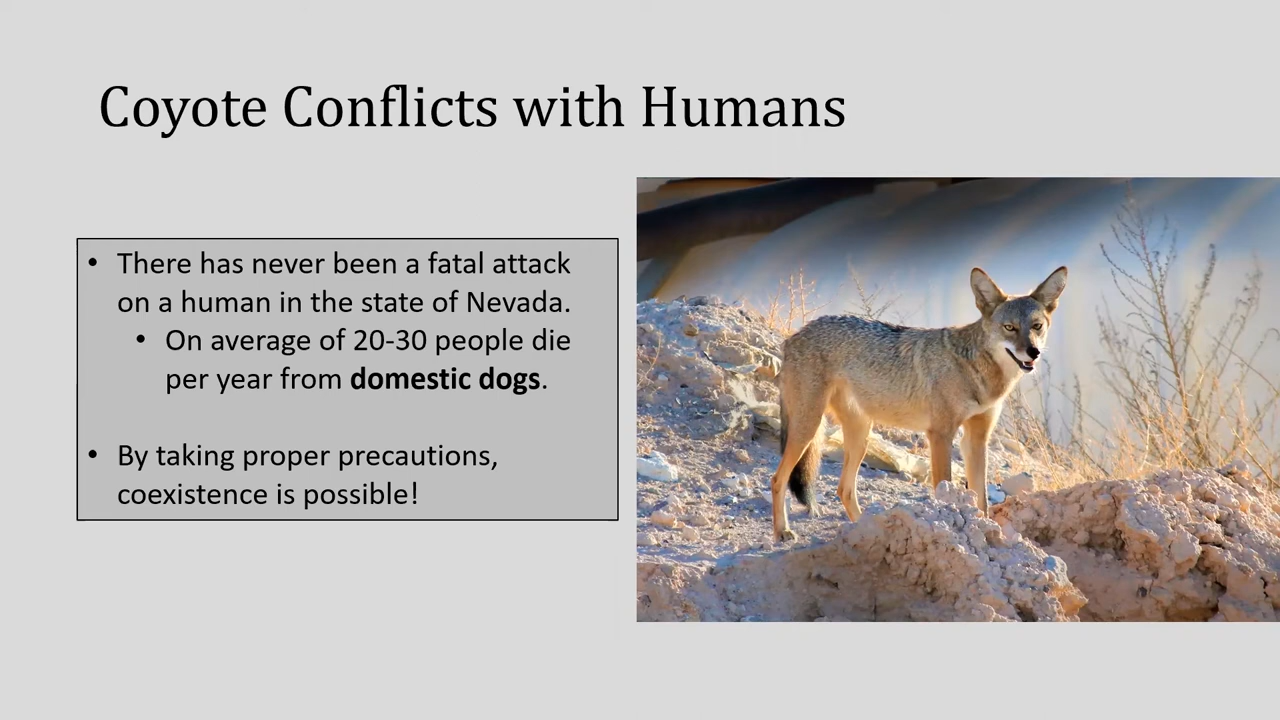 Coyote Conflicts with Humans
• There has never been a fatal attack
on a human in the state of Nevada.
• On average of 20-30 people die
per year from domestic dogs.
• By taking proper precautions,
coexistence is possible!